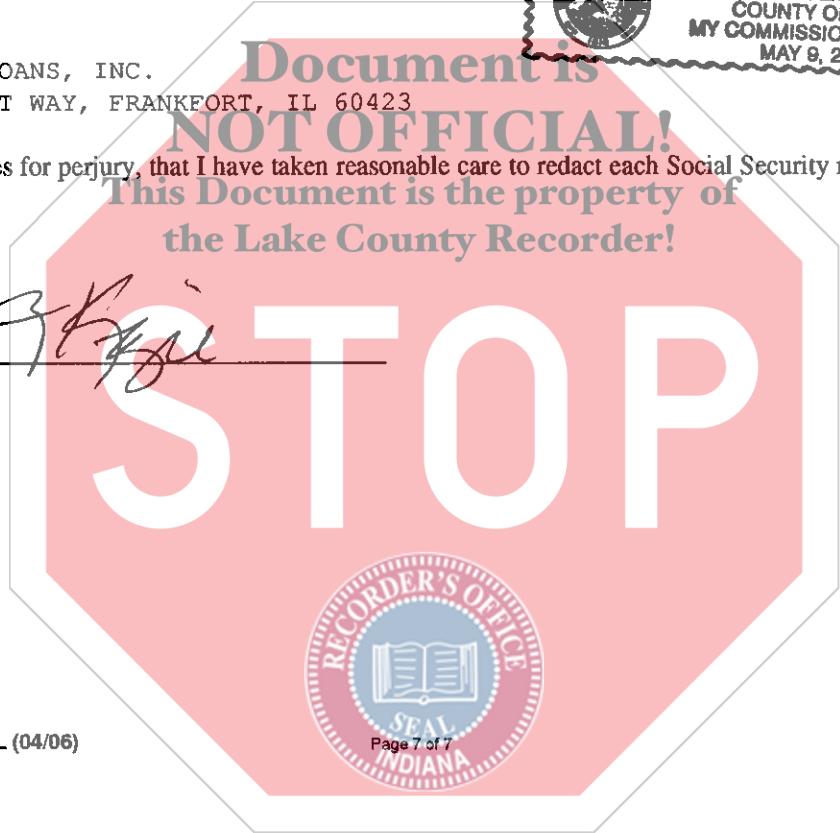 COUNTY O
MY COMMISSIO
MAY 9, 2
Document is
OANS, INC.
T WAY, FRANKFORT, IL 60423
NOT OFFICIAL!
s for perjury, that I have taken reasonable care to redact each Social Security
This Document is the property of
the Lake County Recorder!
STOP
RECORDER'S OFFICE
SEAL
INDIANA
(04/06)
Page 7 of 7